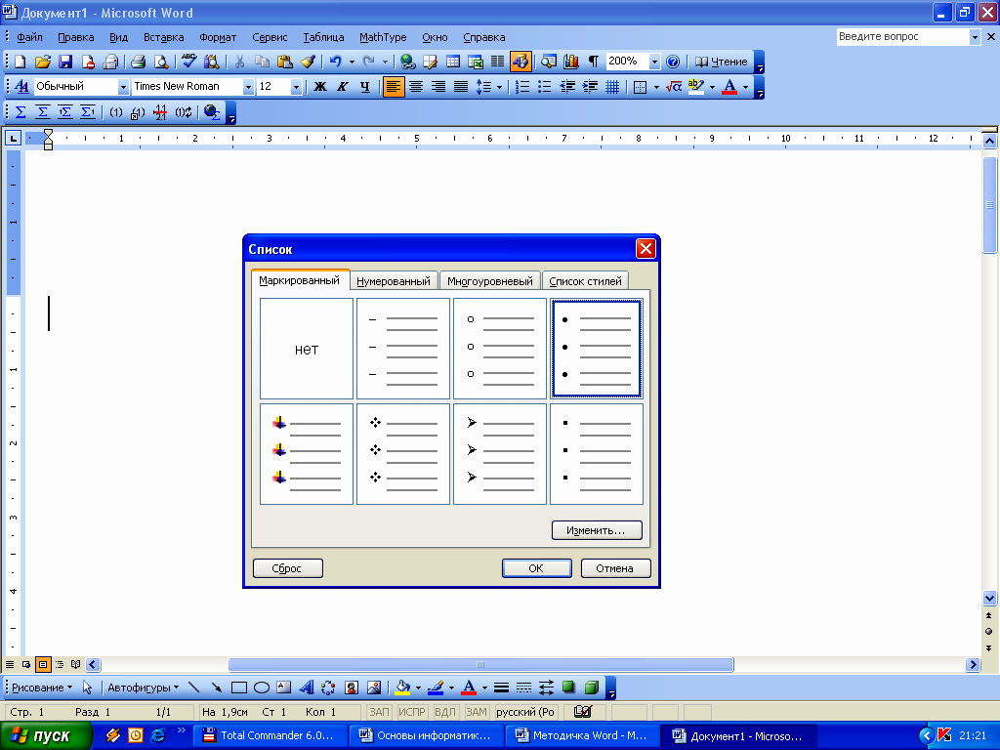 Документ1 - Microsoft Word
Файл Правка Вид Вставка Формат Сервис Таблица MathType Окно Справка
Введите вопрос
200% Чтение
Обычный Times New Roman 12 Ж К Ч
1 2 3 4 5 6 7 8 9 10 11 12
Список
Маркированный Нумерованный Многоуровневый Список стилей
нет
Изменить...
Сброс ОК Отмена
Рисование Автофигуры
Стр. 1 Разд 1 1/1 На 1,9см Ст 1 Кол 1 ЗАП ИСПР ВДЛ ЗАМ русский (Ро
пуск Total Commander 6.0... Основы информатик... Методичка Word - M... Документ1 - Microso... 21:21